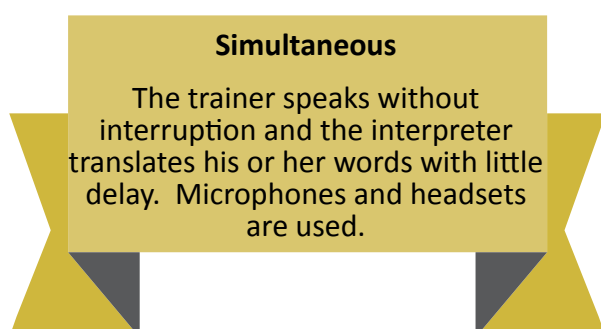 Simultaneous
The trainer speaks without
interruption and the interpreter
translates his or her words with little
delay.  Microphones and headsets
are used.